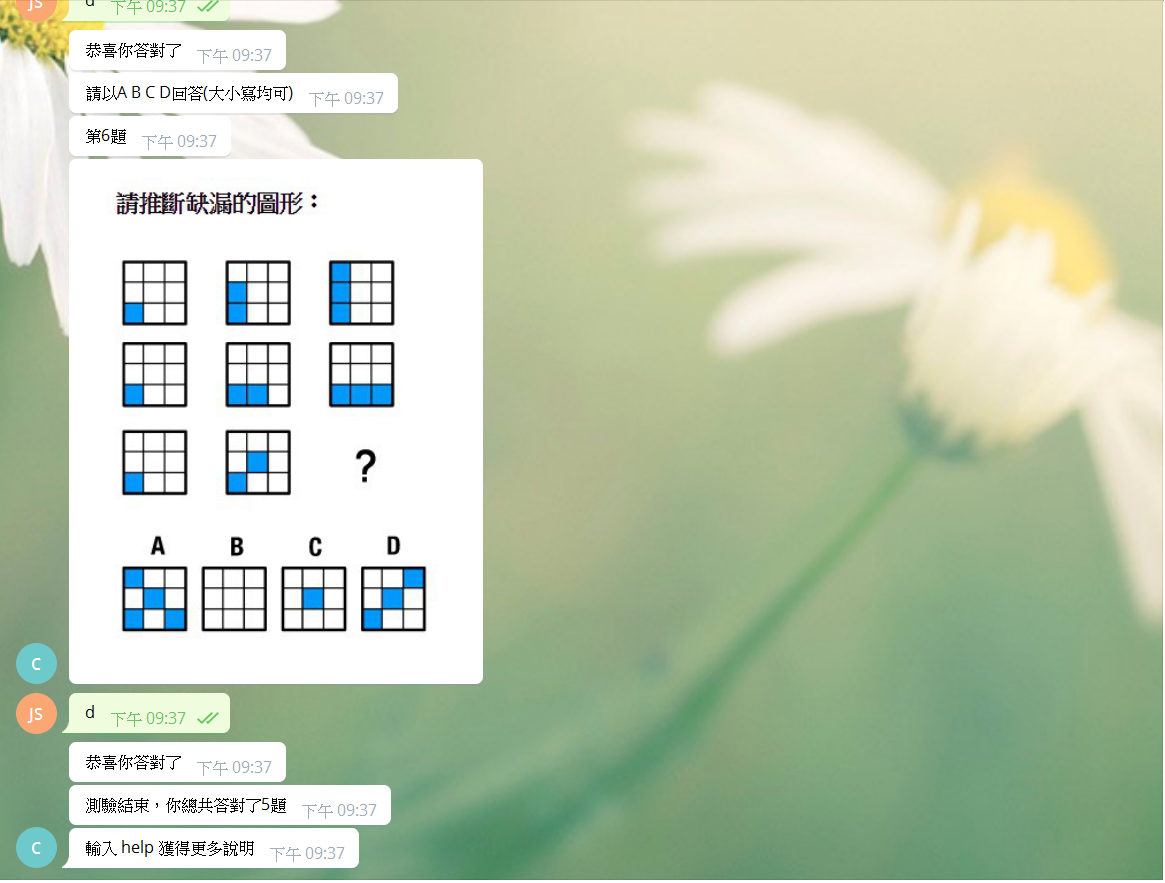 JS
d 下午 09:37
恭喜你答對了 下午 09:37
請以A B C D回答(大小寫均可) 下午 09:37
第6題 下午 09:37
請推斷缺漏的圖形：
?
A B C D
C
JS
d 下午 09:37
恭喜你答對了 下午 09:37
測驗結束，你總共答對了5題 下午 09:37
C
輸入 help 獲得更多說明 下午 09:37